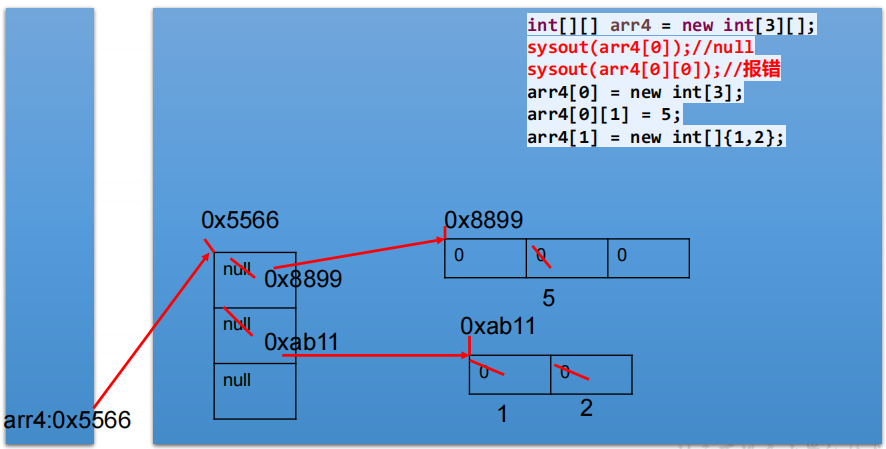 int[][] arr4 = new int[3][];
sysout(arr4[0]);//null
sysout(arr4[0][0]);//报错
arr4[0] = new int[3];
arr4[0][1] = 5;
arr4[1] = new int[]{1,2};
0x5566
0x8899
null
0x8899
0 0 0
5
null
0xab11
0xab11
null
0 0
1 2
arr4:0x5566